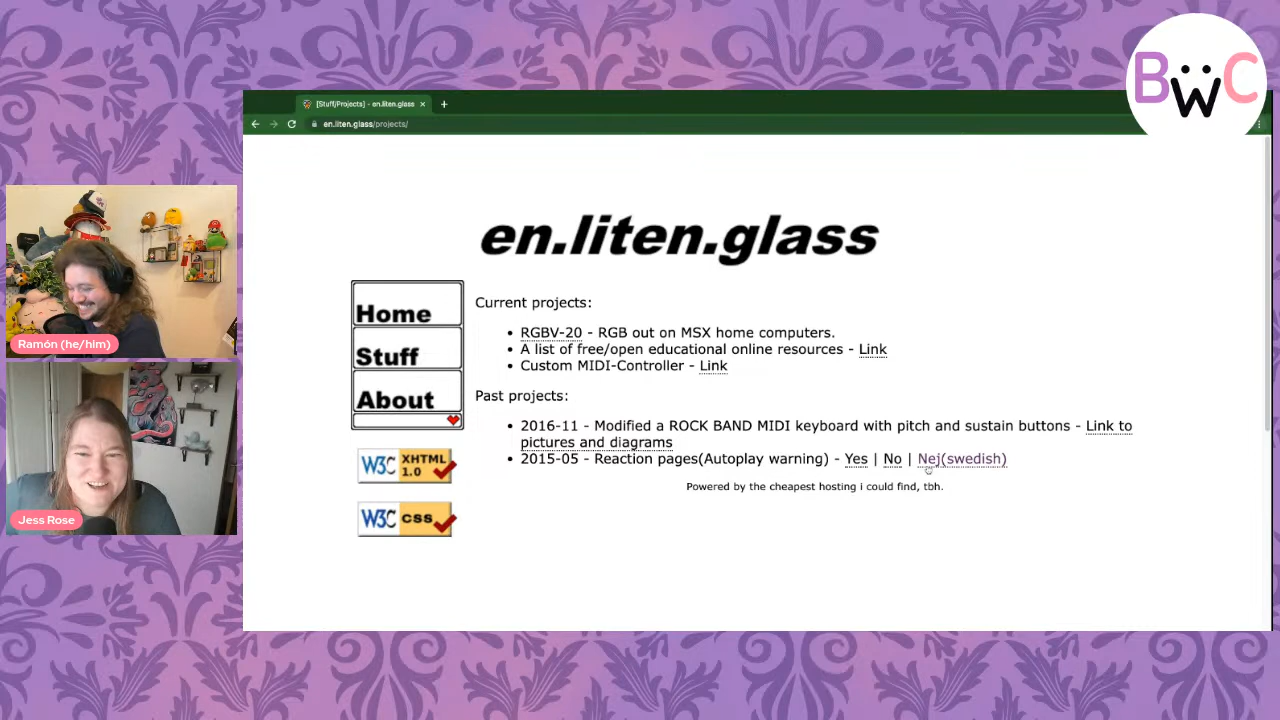 BWC
[Stuff/Projects] - en.liten.glass
en.liten.glass/projects/
en.liten.glass
Home
Stuff
About
W3C XHTML 1.0
W3C css
Current projects:
RGBV-20 - RGB out on MSX home computers.
A list of free/open educational online resources - Link
Custom MIDI-Controller - Link
Past projects:
2016-11 - Modified a ROCK BAND MIDI keyboard with pitch and sustain buttons - Link to
pictures and diagrams
2015-05 - Reaction pages(Autoplay warning) - Yes | No | Nej(swedish)
Powered by the cheapest hosting i could find, tbh.
Ramón (he/him)
Jess Rose